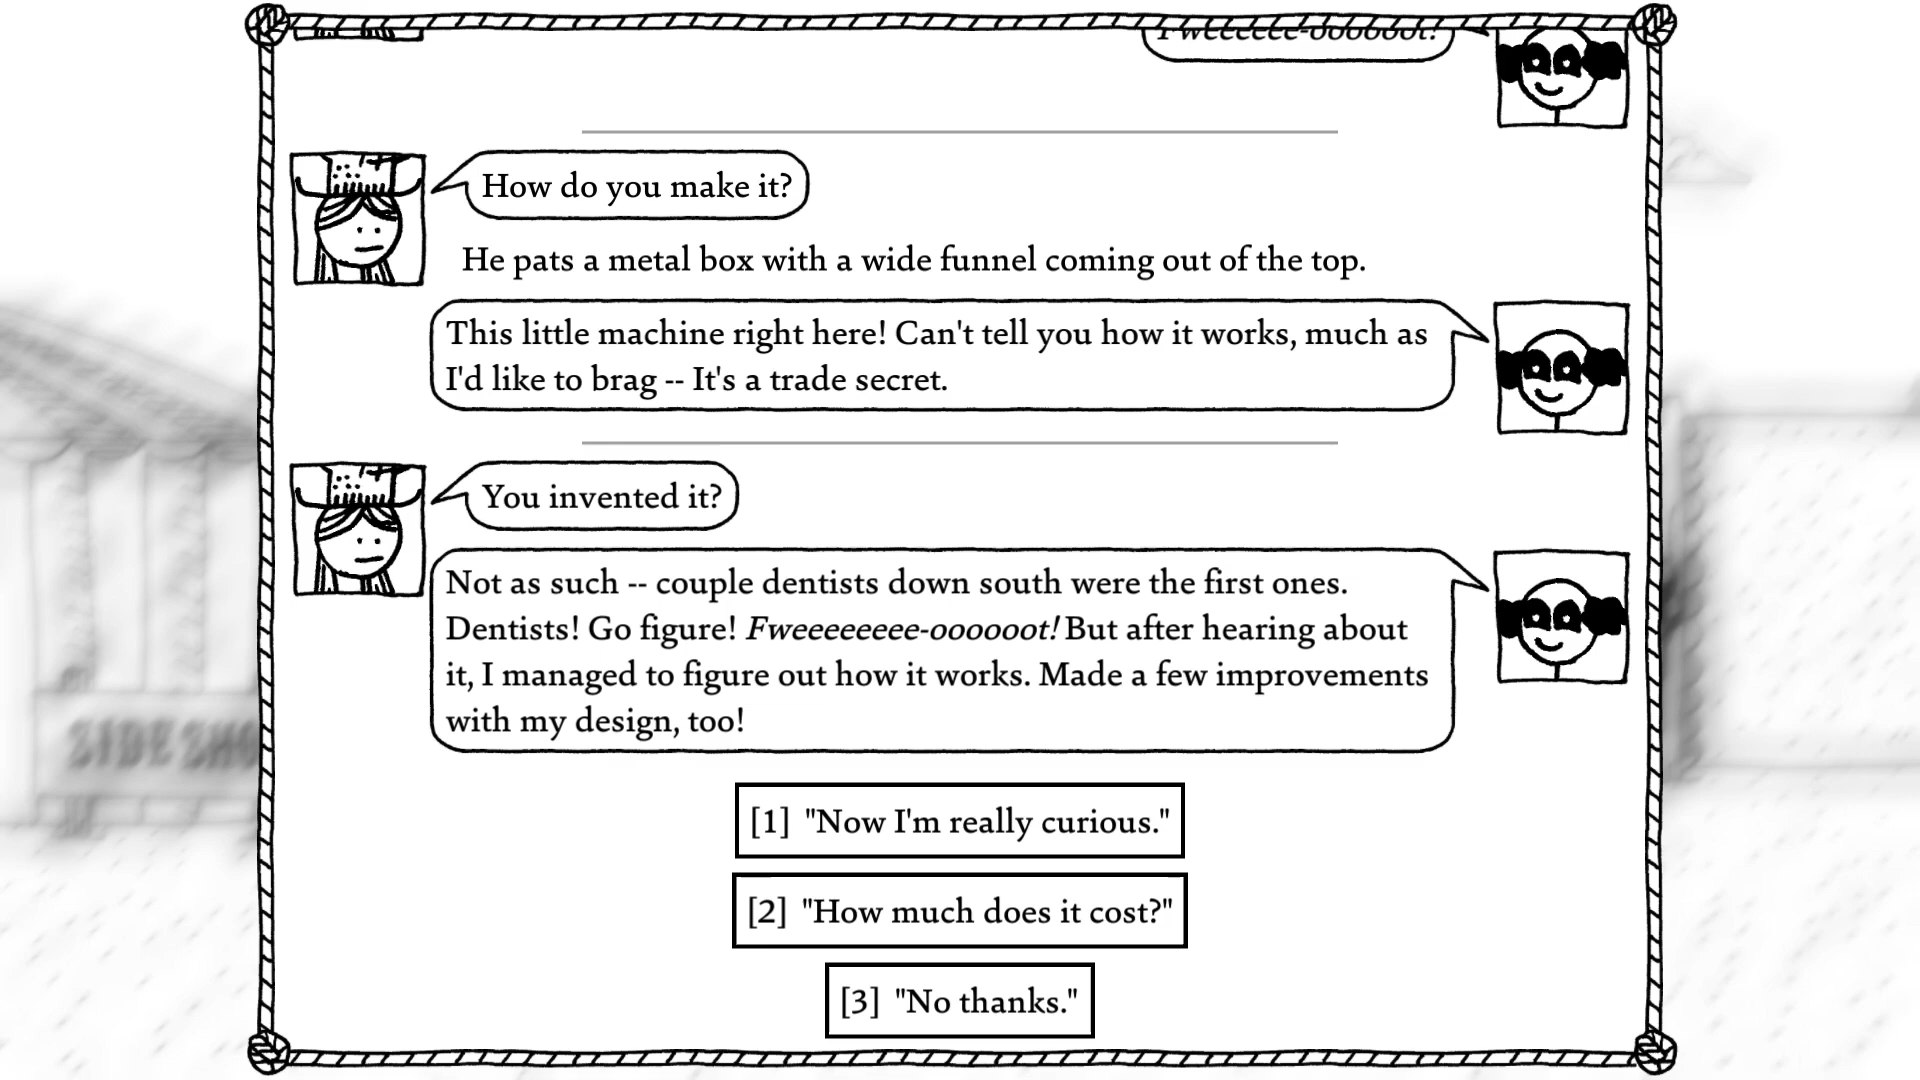 How do you make it?
He pats a metal box with a wide funnel coming out of the top.
This little machine right here! Can't tell you how it works, much as
I'd like to brag -- It's a trade secret.
You invented it?
Not as such -- couple dentists down south were the first ones.
Dentists! Go figure! Fweeeeeeee-oooooot! But after hearing about
it, I managed to figure out how it works. Made a few improvements
with my design, too!
SIDE SHO
[1] "Now I'm really curious."
[2] "How much does it cost?"
[3] "No thanks."